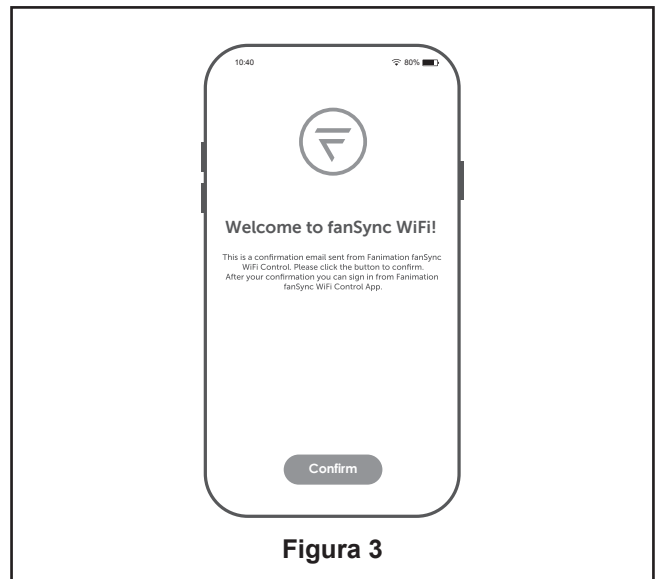 10:40 80%
Welcome to fanSync WiFi!
This is a confirmation email sent from Fanimation fanSync
WiFi Control. Please click the button to confirm.
After your confirmation you can sign in from Fanimation
fanSync WiFi Control App.
Confirm
Figura 3